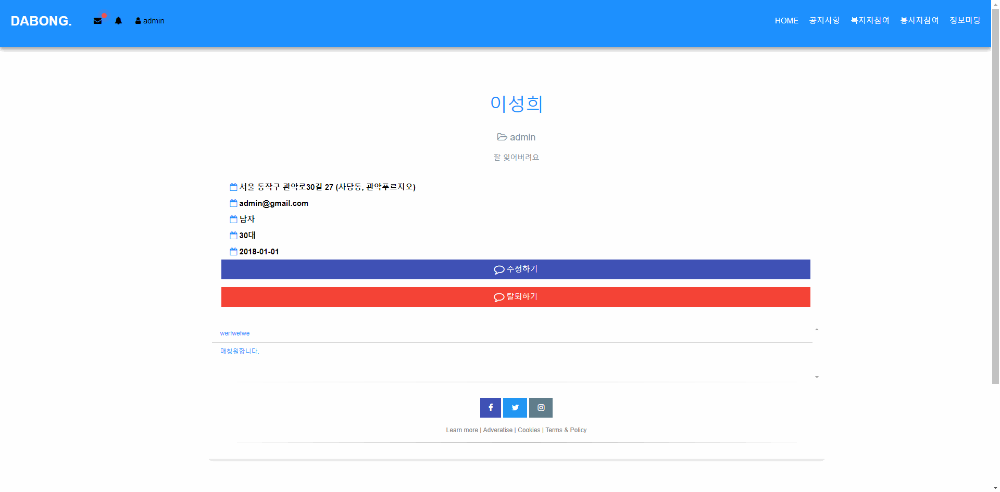 DABONG. admin HOME 공지사항 복지자참여 봉사자참여 정보마당
이성희
admin
잘 잊어버려요
서울 동작구 관악로30길 27 (사당동, 관악푸르지오)
admin@gmail.com
남자
30대
2018-01-01
수정하기
탈퇴하기
werfwefwe
매칭원합니다.
Learn more | Adveratise | Cookies | Terms & Policy